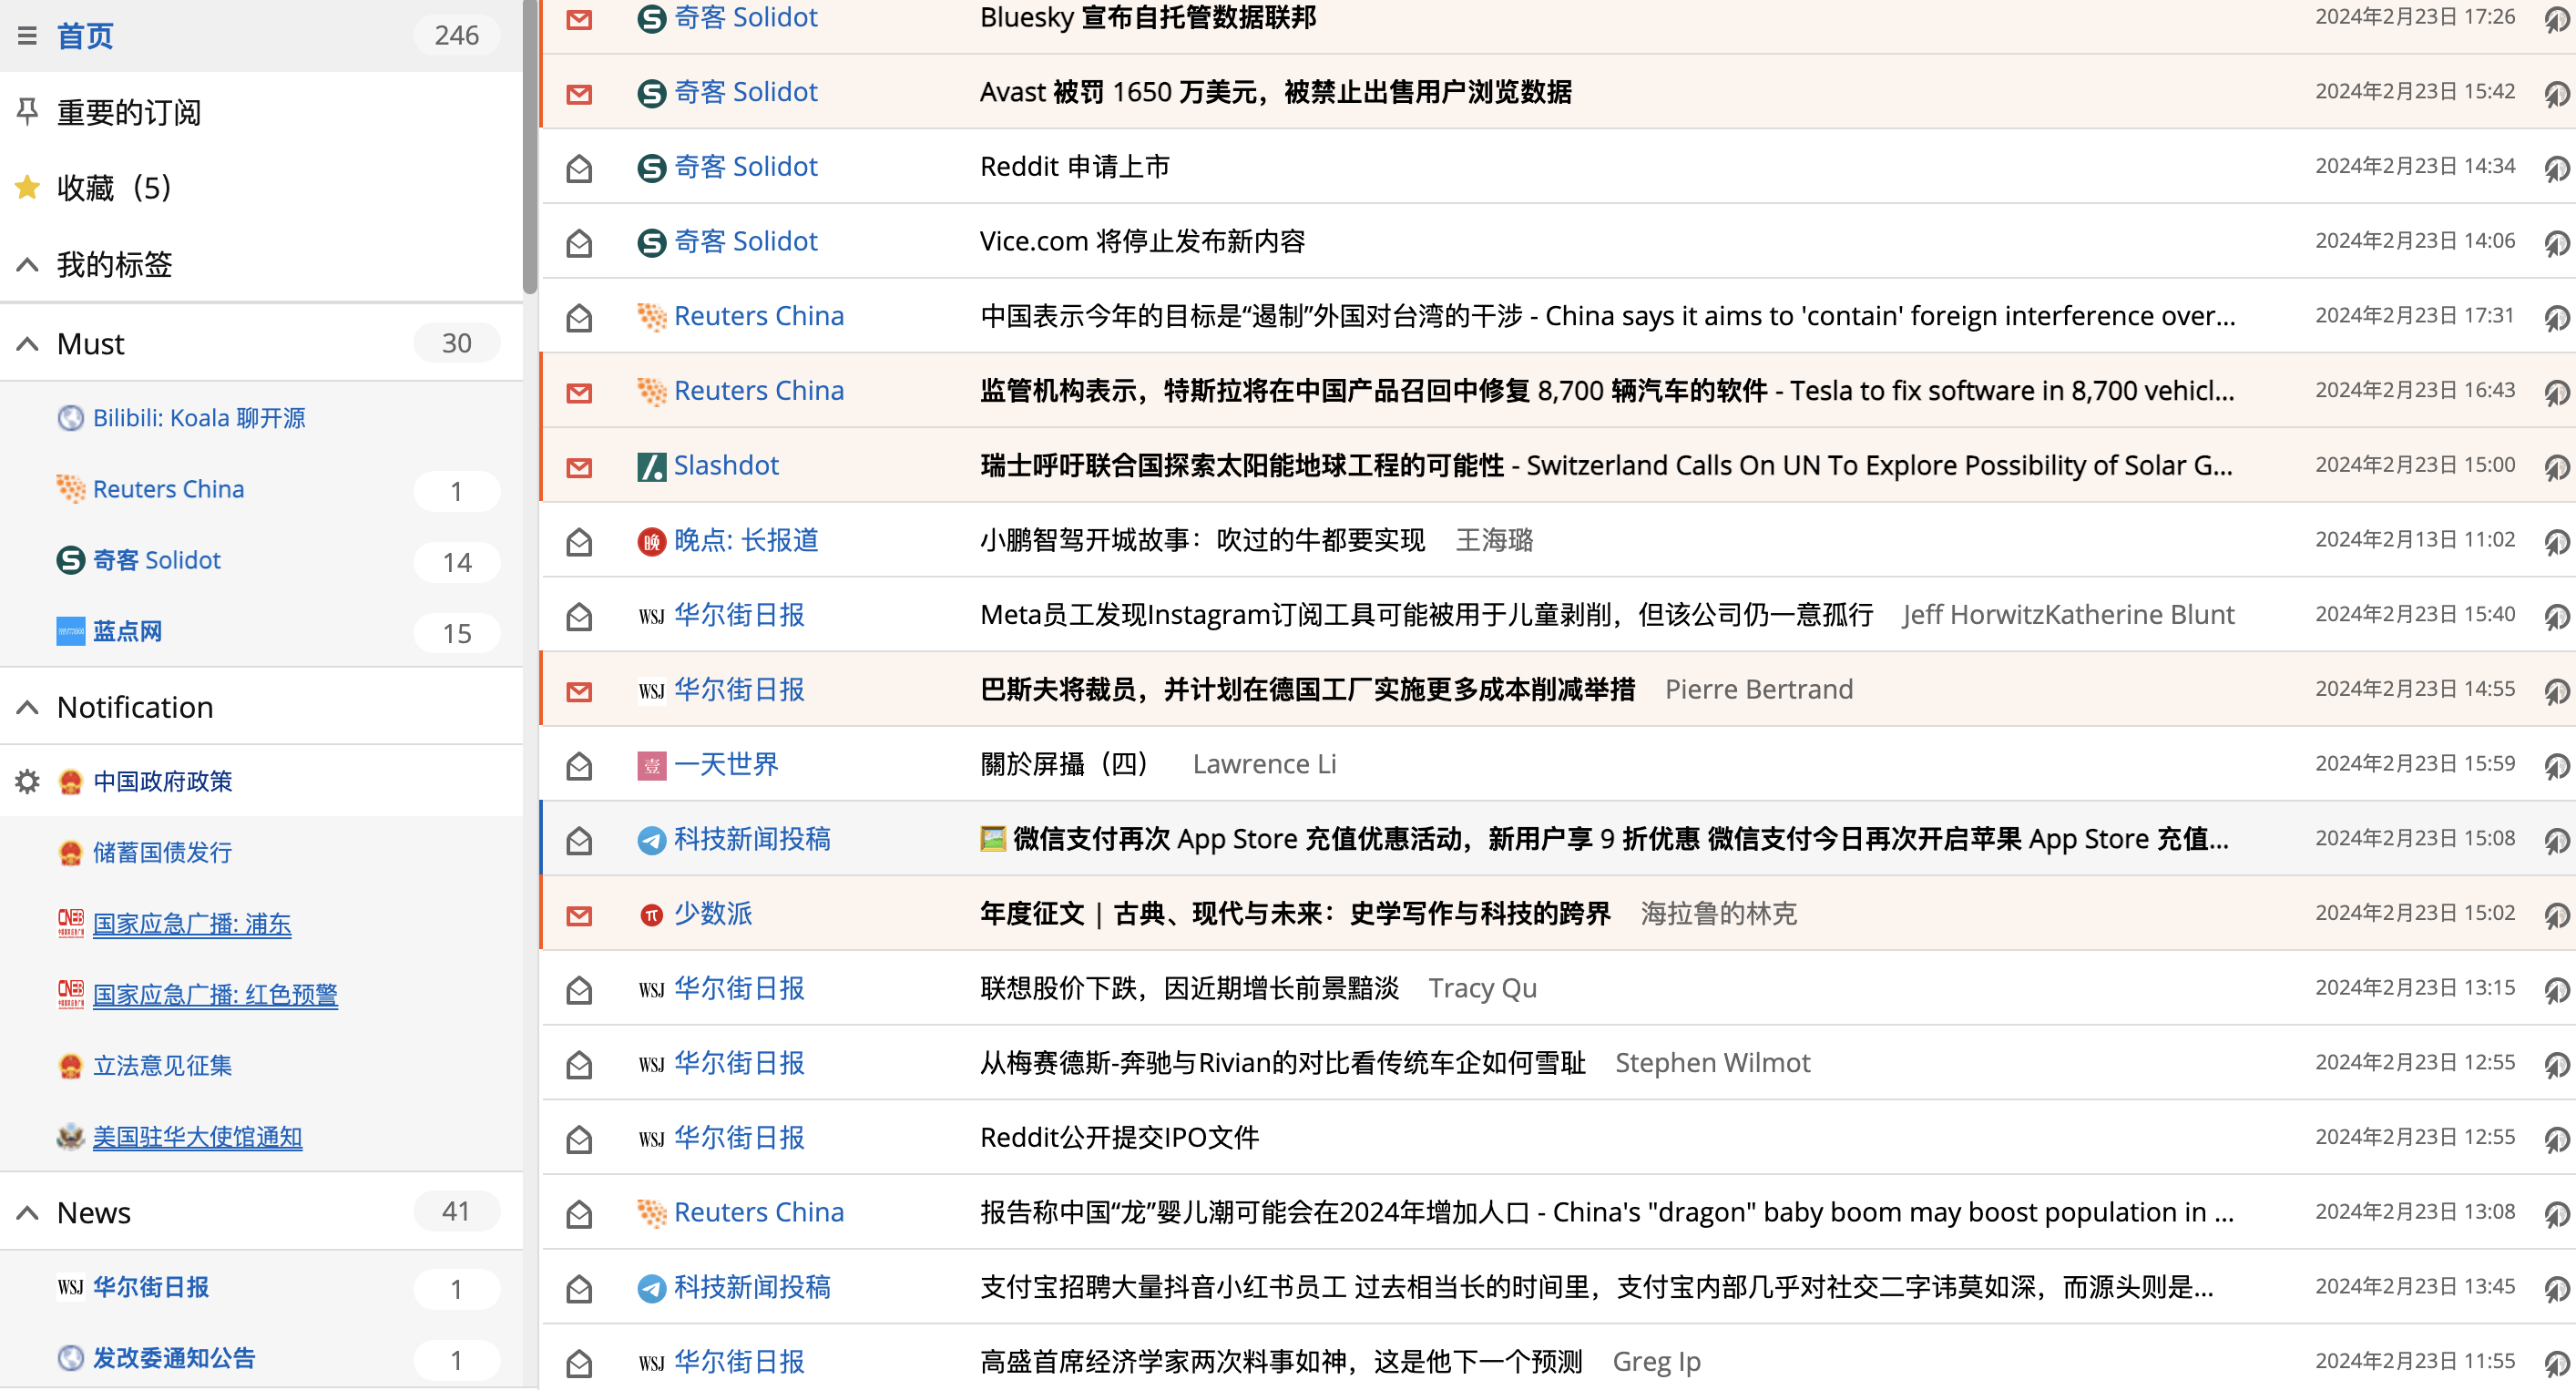 首页 246
重要的订阅
收藏（5）
我的标签
Must 30
Bilibili: Koala 聊开源
Reuters China 1
奇客 Solidot 14
蓝点网 15
Notification
中国政府政策
储蓄国债发行
国家应急广播: 浦东
国家应急广播: 红色预警
立法意见征集
美国驻华大使馆通知
News 41
WSJ 华尔街日报 1
发改委通知公告 1
奇客 Solidot Bluesky 宣布自托管数据联邦 2024年2月23日 17:26
奇客 Solidot Avast 被罚 1650 万美元，被禁止出售用户浏览数据 2024年2月23日 15:42
奇客 Solidot Reddit 申请上市 2024年2月23日 14:34
奇客 Solidot Vice.com 将停止发布新内容 2024年2月23日 14:06
Reuters China 中国表示今年的目标是“遏制”外国对台湾的干涉 - China says it aims to 'contain' foreign interference over... 2024年2月23日 17:31
Reuters China 监管机构表示，特斯拉将在中国产品召回中修复 8,700 辆汽车的软件 - Tesla to fix software in 8,700 vehicl... 2024年2月23日 16:43
Slashdot 瑞士呼吁联合国探索太阳能地球工程的可能性 - Switzerland Calls On UN To Explore Possibility of Solar G... 2024年2月23日 15:00
晚 晚点: 长报道 小鹏智驾开城故事：吹过的牛都要实现 王海璐 2024年2月13日 11:02
WSJ 华尔街日报 Meta员工发现Instagram订阅工具可能被用于儿童剥削，但该公司仍一意孤行 Jeff HorwitzKatherine Blunt 2024年2月23日 15:40
WSJ 华尔街日报 巴斯夫将裁员，并计划在德国工厂实施更多成本削减举措 Pierre Bertrand 2024年2月23日 14:55
壹 一天世界 關於屏攝（四） Lawrence Li 2024年2月23日 15:59
科技新闻投稿 🖼️ 微信支付再次 App Store 充值优惠活动，新用户享 9 折优惠 微信支付今日再次开启苹果 App Store 充值... 2024年2月23日 15:08
π 少数派 年度征文 | 古典、现代与未来：史学写作与科技的跨界 海拉鲁的林克 2024年2月23日 15:02
WSJ 华尔街日报 联想股价下跌，因近期增长前景黯淡 Tracy Qu 2024年2月23日 13:15
WSJ 华尔街日报 从梅赛德斯-奔驰与Rivian的对比看传统车企如何雪耻 Stephen Wilmot 2024年2月23日 12:55
WSJ 华尔街日报 Reddit公开提交IPO文件 2024年2月23日 12:55
Reuters China 报告称中国“龙”婴儿潮可能会在2024年增加人口 - China's "dragon" baby boom may boost population in ... 2024年2月23日 13:08
科技新闻投稿 支付宝招聘大量抖音小红书员工 过去相当长的时间里，支付宝内部几乎对社交二字讳莫如深，而源头则是... 2024年2月23日 13:45
WSJ 华尔街日报 高盛首席经济学家两次料事如神，这是他下一个预测 Greg Ip 2024年2月23日 11:55